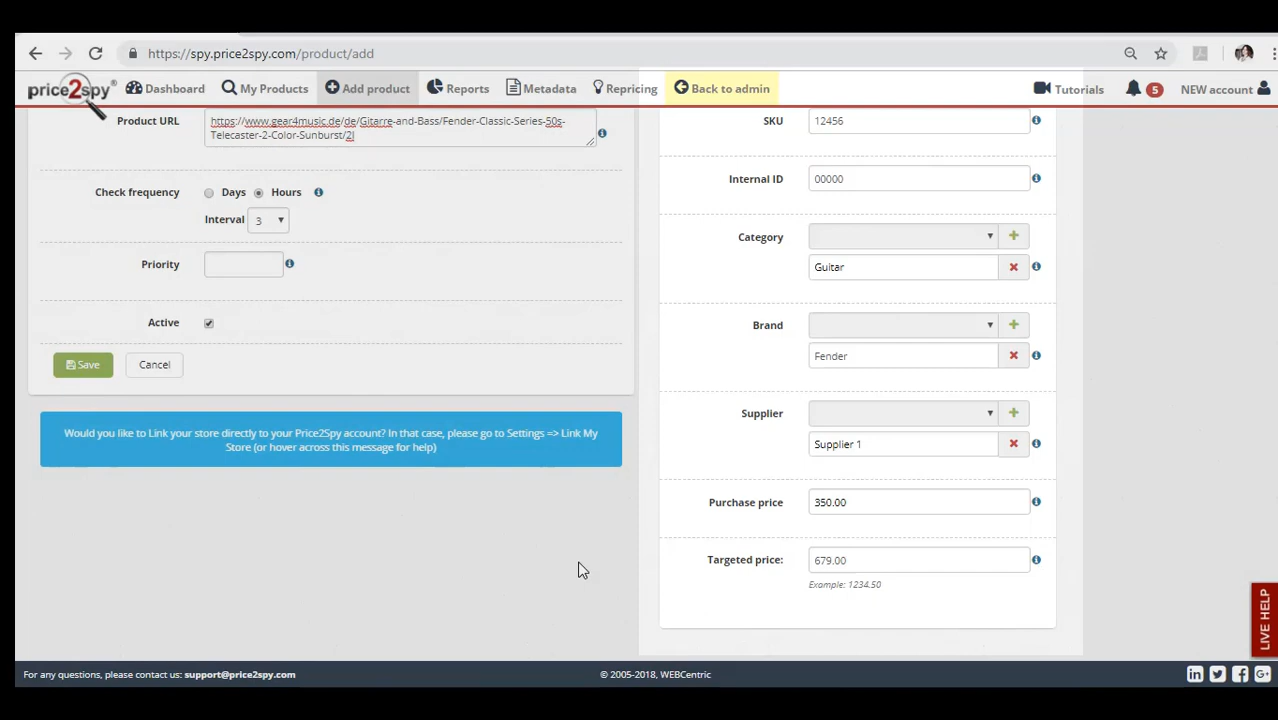 https://spy.price2spy.com/product/add
price2spy® Dashboard My Products Add product Reports Metadata Repricing Back to admin Tutorials 5 NEW account
Product URL https://www.gear4music.de/de/Gitarre-and-Bass/Fender-Classic-Series-50s-
Telecaster-2-Color-Sunburst/2
Check frequency Days Hours
Interval 3
Priority
Active
Save Cancel
Would you like to Link your store directly to your Price2Spy account? In that case, please go to Settings => Link My
Store (or hover across this message for help)
SKU 12456
Internal ID 00000
Category
Guitar
Brand
Fender
Supplier
Supplier 1
Purchase price 350.00
Targeted price: 679.00
Example: 1234.50
LIVE HELP
For any questions, please contact us: support@price2spy.com © 2005-2018, WEBCentric